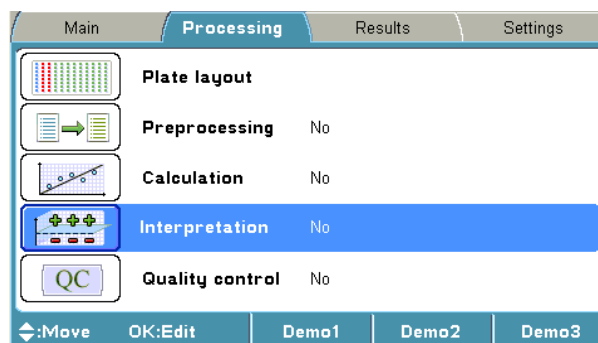 Main Processing Results Settings
Plate layout
Preprocessing No
Calculation No
Interpretation No
QC Quality control No
:Move OK:Edit Demo1 Demo2 Demo3